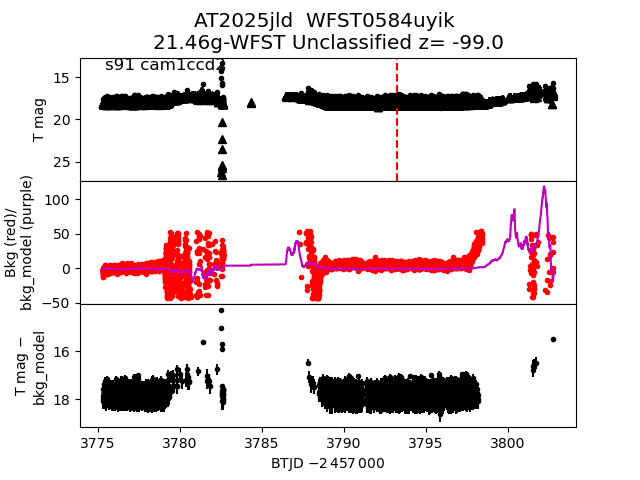 AT2025jld  WFST0584uyik
21.46g-WFST Unclassified z= -99.0
s91 cam1ccd2
15
20
25
T mag
100
50
0
−50
Bkg (red)/
bkg_model (purple)
16
18
T mag −
bkg_model
3775 3780 3785 3790 3795 3800
BTJD −2 457 000